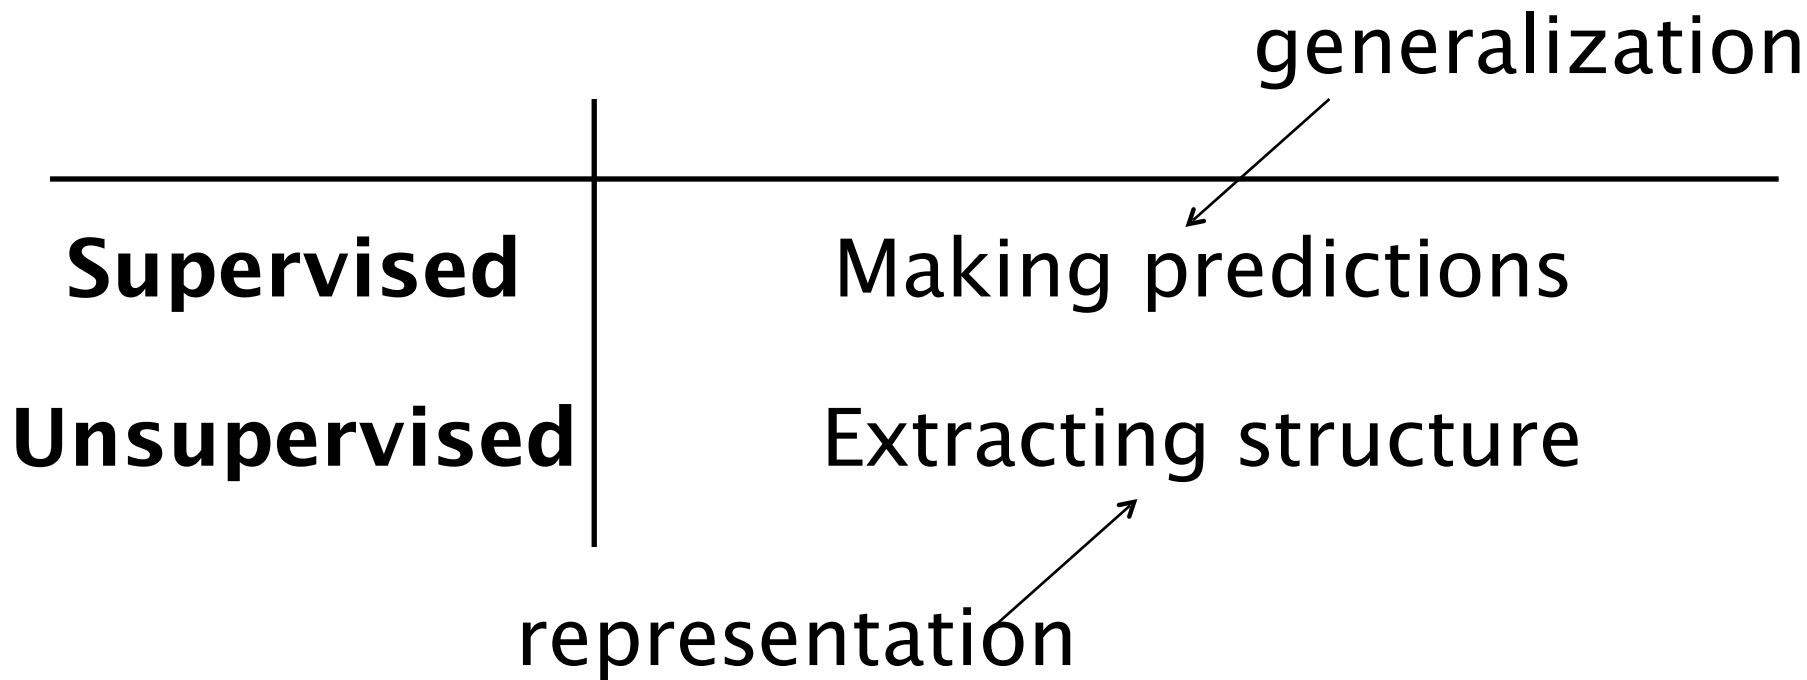 generalization
Supervised Making predictions
Unsupervised Extracting structure
representation